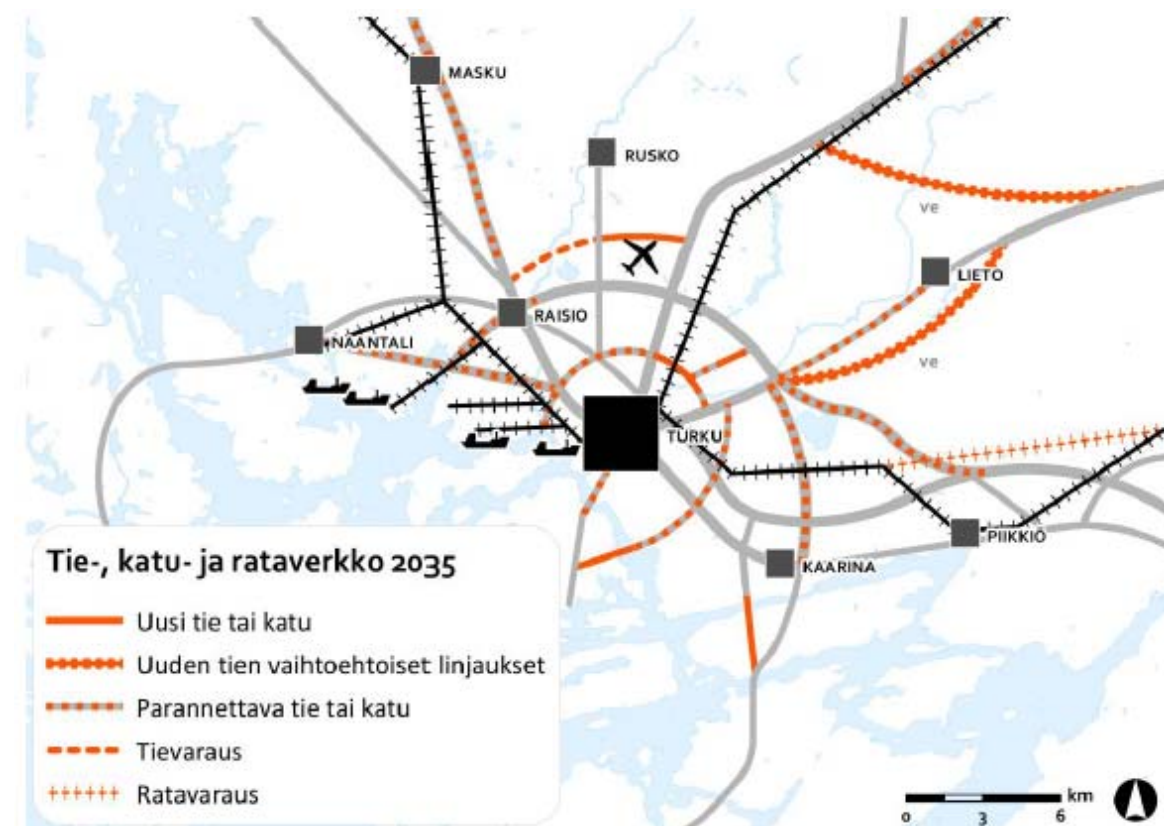 MASKU
RUSKO
ve
LIETO
RAISIO
NAANTALI
ve
TURKU
PIIKKIÖ
KAARINA
Tie-, katu- ja rataverkko 2035
Uusi tie tai katu
Uuden tien vaihtoehtoiset linjaukset
Parannettava tie tai katu
Tievaraus
Ratavaraus
km
0 3 6